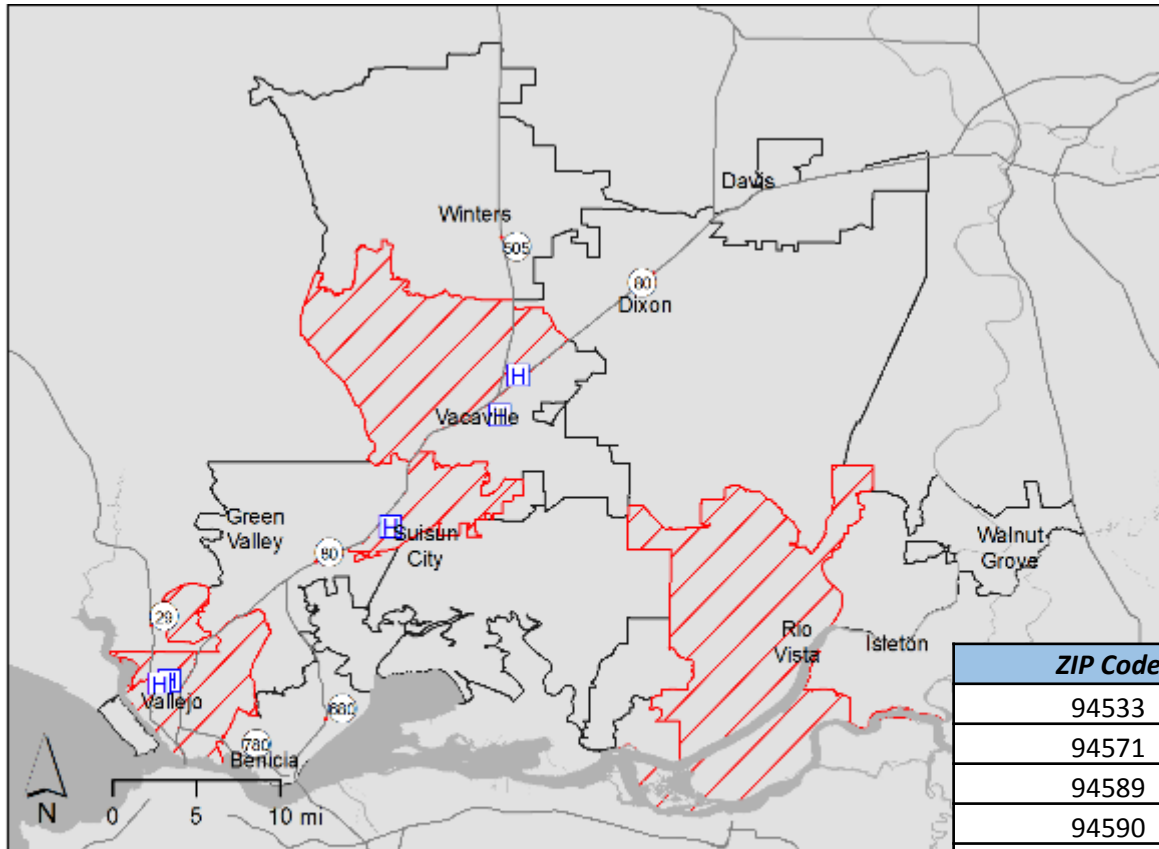 Davis
Winters
505
80
Dixon
H
Vacaville
H
H
Green
Valley
Suisun
City
80
Walnut
Grove
29
Rio
Vista
Isleton
H
H
Vallejo
680
780
Benicia
N
0 5 10 mi
ZIP Code
94533
94571
94589
94590